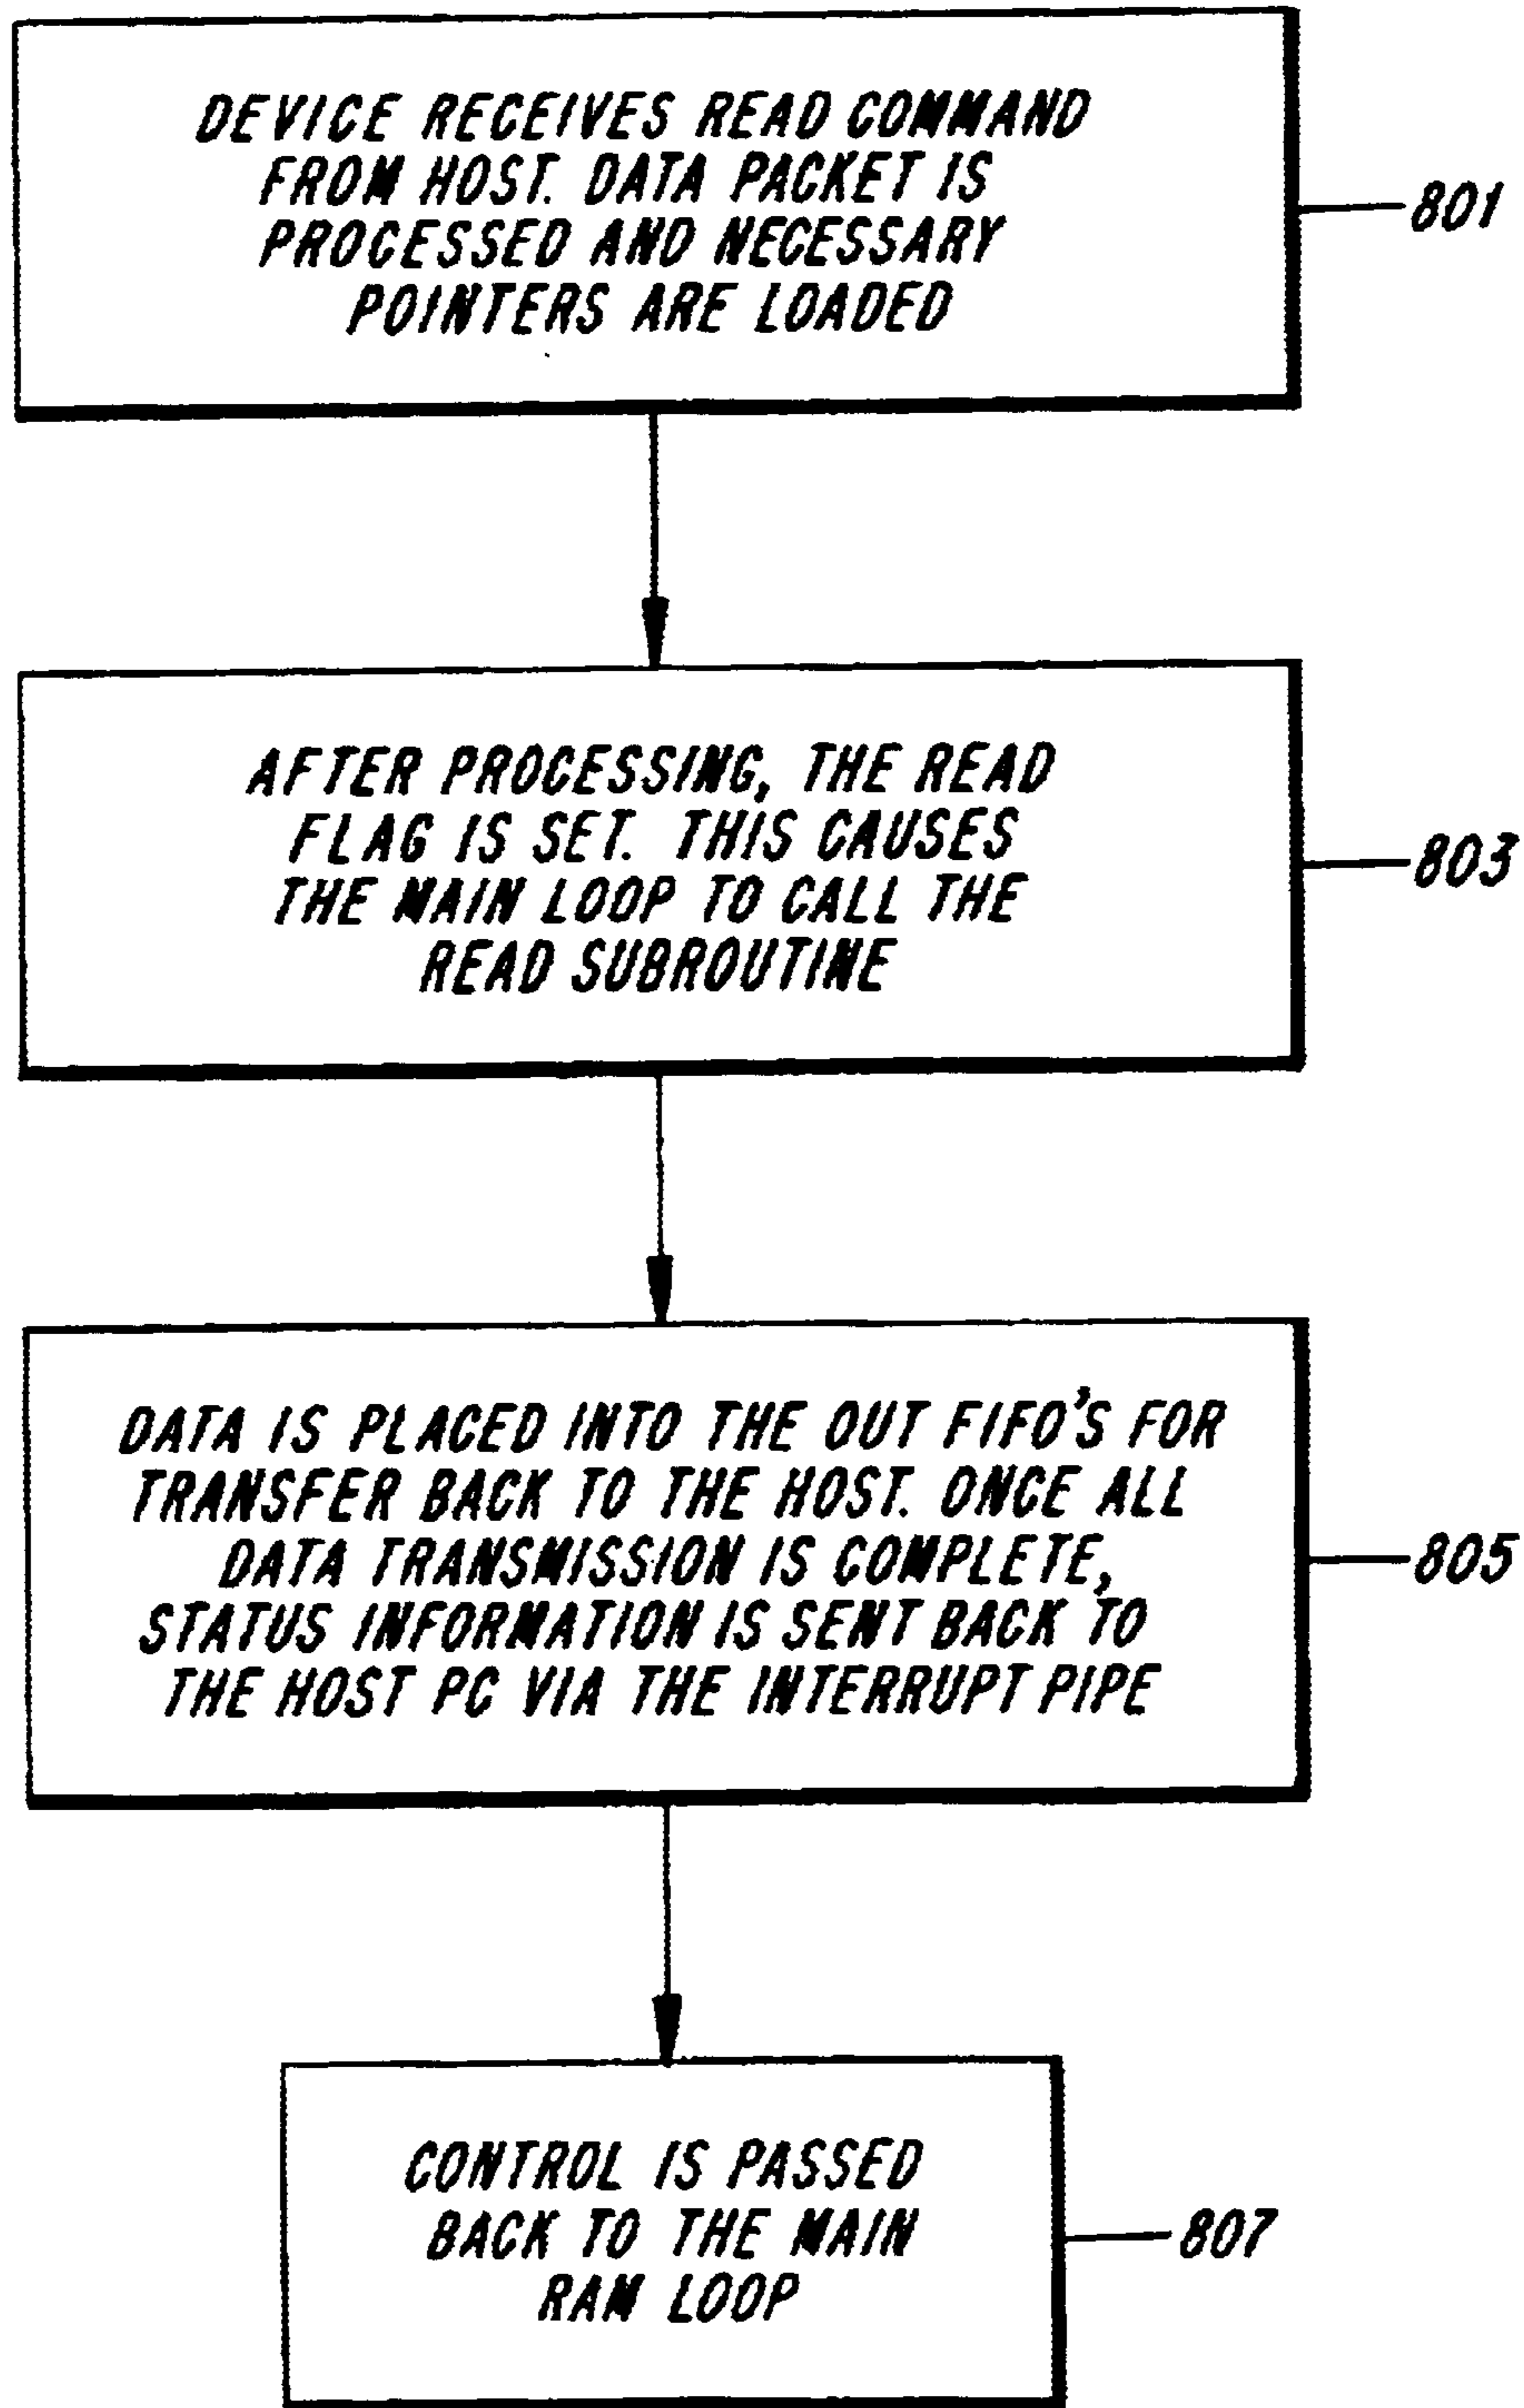 DEVICE RECEIVES READ COMMAND
FROM HOST. DATA PACKET IS
PROCESSED AND NECESSARY
POINTERS ARE LOADED
801
AFTER PROCESSING, THE READ
FLAG IS SET. THIS CAUSES
THE MAIN LOOP TO CALL THE
READ SUBROUTINE
803
DATA IS PLACED INTO THE OUT FIFO'S FOR
TRANSFER BACK TO THE HOST. ONCE ALL
DATA TRANSMISSION IS COMPLETE,
STATUS INFORMATION IS SENT BACK TO
THE HOST PC VIA THE INTERRUPT PIPE
805
CONTROL IS PASSED
BACK TO THE MAIN
RAM LOOP
807